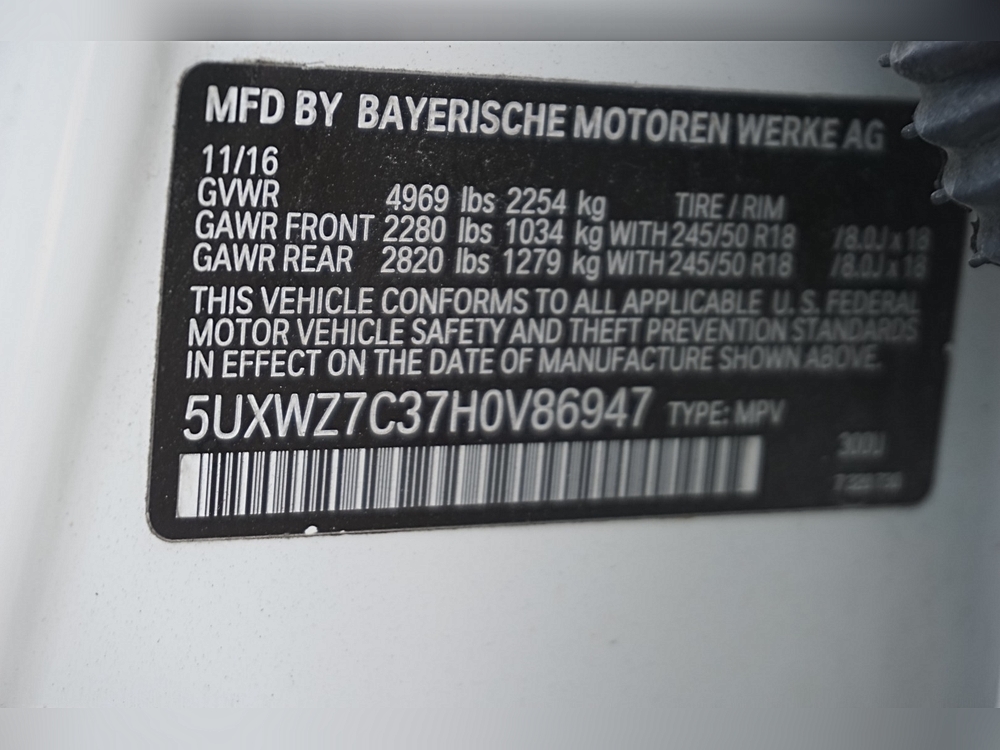 MFD BY BAYERISCHE MOTOREN WERKE AG
11/16
GVWR 4969 lbs 2254 kg TIRE / RIM
GAWR FRONT 2280 lbs 1034 kg WITH 245/50 R18 /8.0J x 18
GAWR REAR 2820 lbs 1279 kg WITH 245/50 R18 /8.0J x 18
THIS VEHICLE CONFORMS TO ALL APPLICABLE U. S. FEDERAL
MOTOR VEHICLE SAFETY AND THEFT PREVENTION STANDARDS
IN EFFECT ON THE DATE OF MANUFACTURE SHOWN ABOVE.
5UXWZ7C37H0V86947 TYPE: MPV